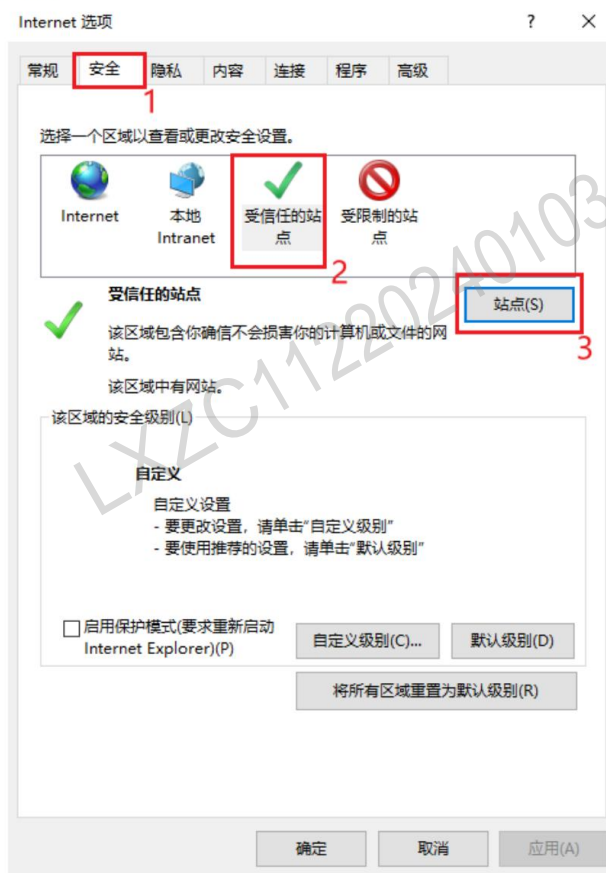 Internet 选项
常规 安全 隐私 内容 连接 程序 高级
1
选择一个区域以查看或更改安全设置。
Internet
本地
Intranet
受信任的站
点
受限制的站
点
2
受信任的站点
站点(S)
3
该区域包含你确信不会损害你的计算机或文件的网
站。
该区域中有网站。
该区域的安全级别(L)
自定义
自定义设置
- 要更改设置，请单击“自定义级别”
- 要使用推荐的设置，请单击“默认级别”
启用保护模式(要求重新启动
Internet Explorer)(P)
自定义级别(C)... 默认级别(D)
将所有区域重置为默认级别(R)
确定 取消 应用(A)
LXZC11220240103